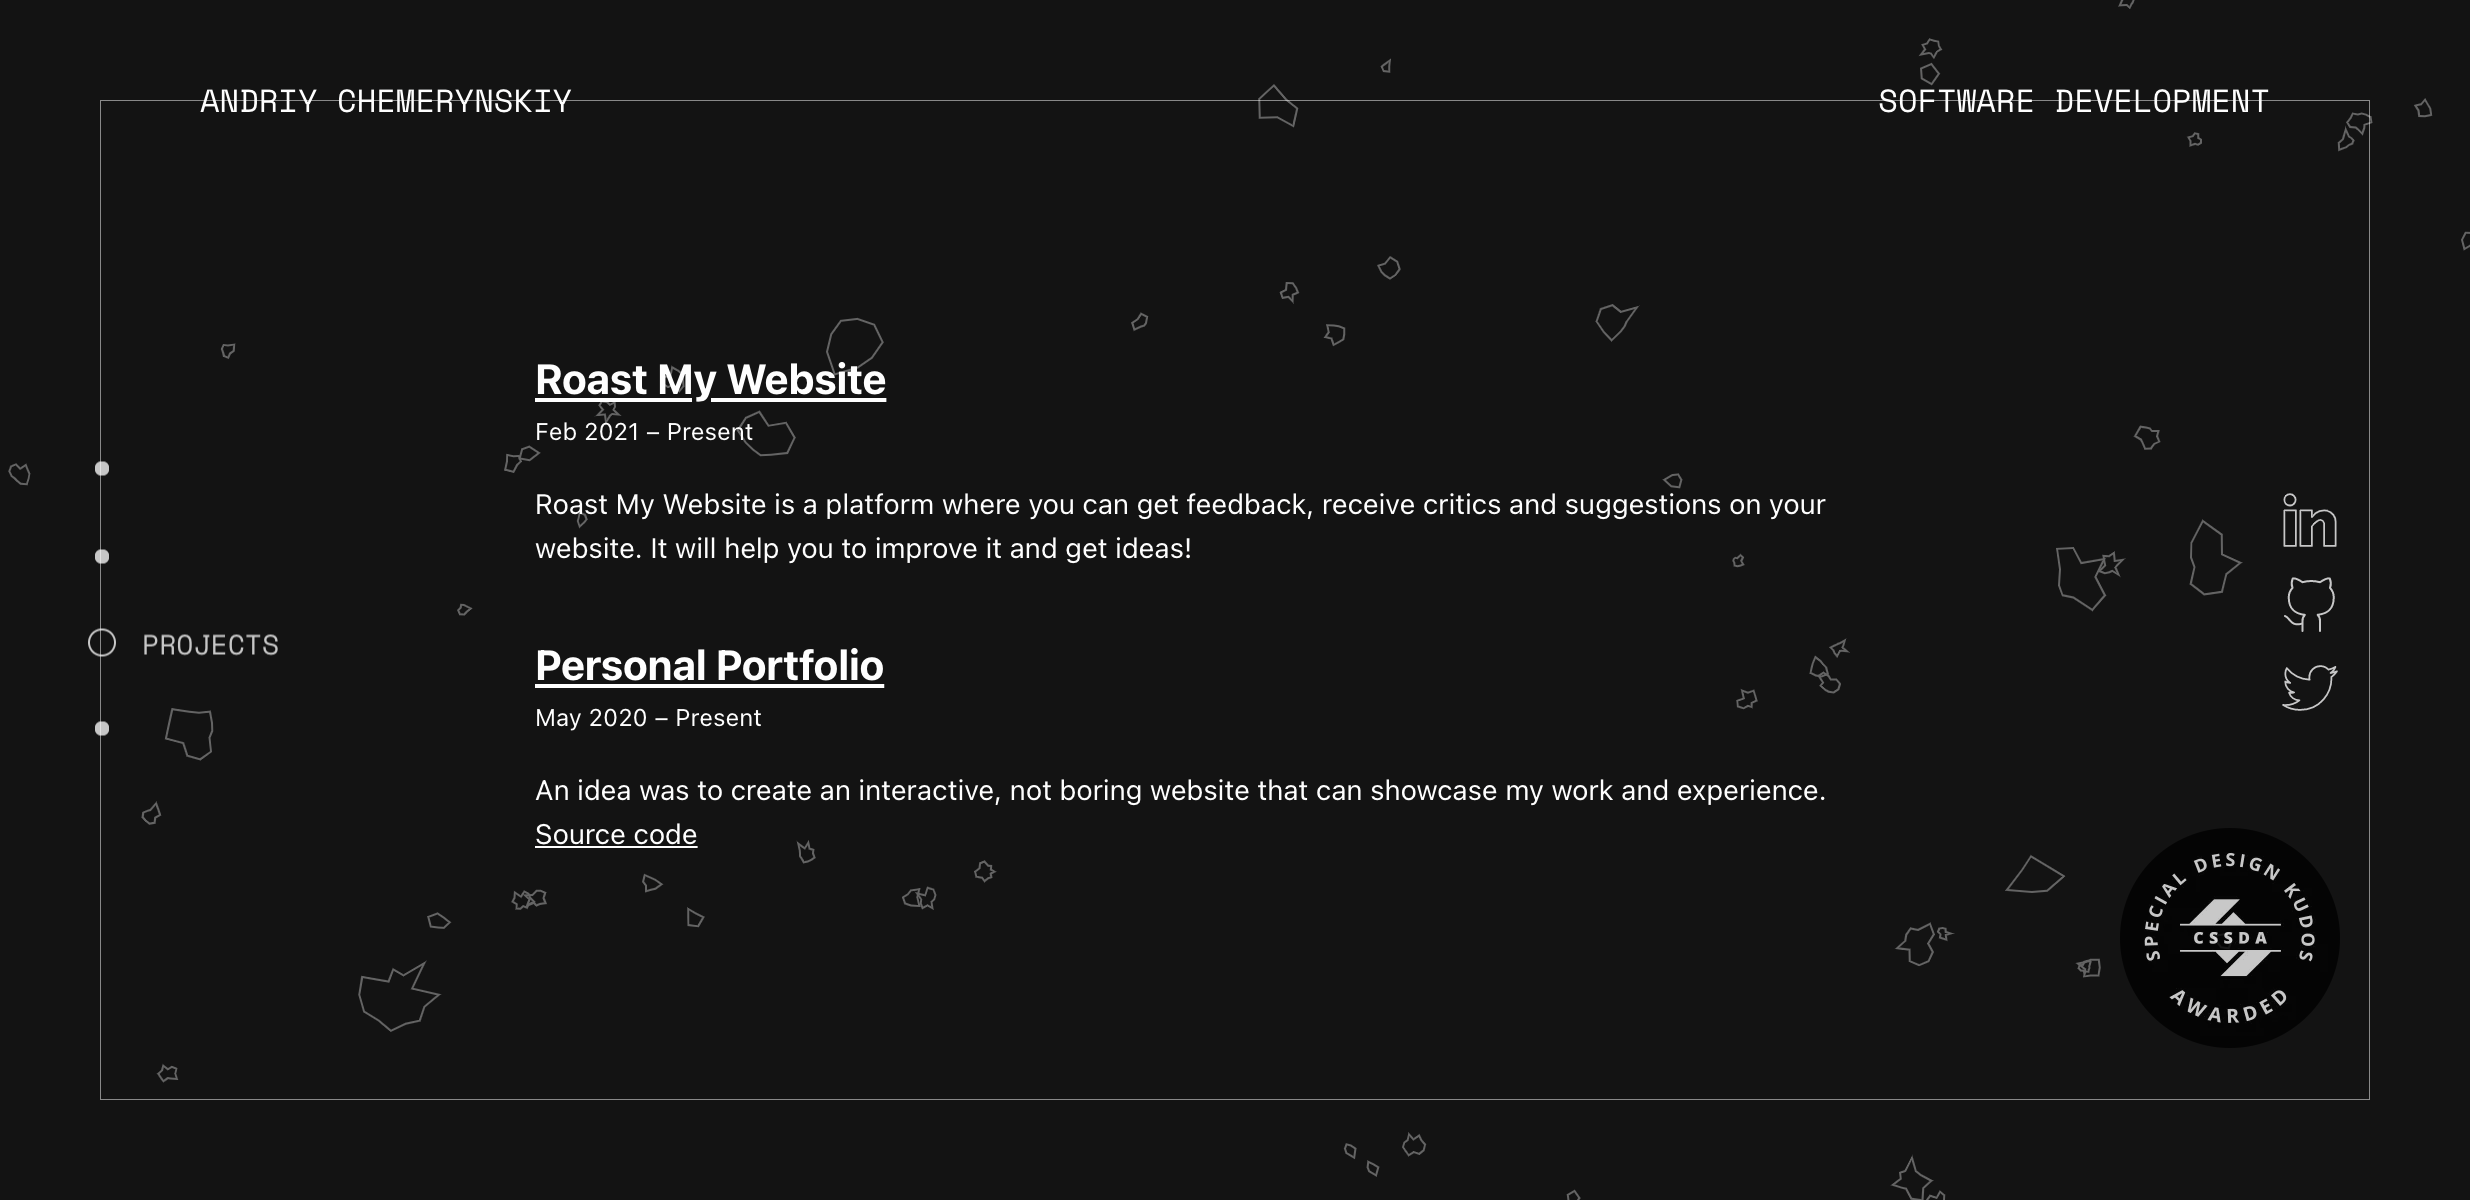 ANDRIY CHEMERYNSKIY
SOFTWARE DEVELOPMENT
Roast My Website
Feb 2021 – Present
Roast My Website is a platform where you can get feedback, receive critics and suggestions on your
website. It will help you to improve it and get ideas!
PROJECTS
Personal Portfolio
May 2020 – Present
An idea was to create an interactive, not boring website that can showcase my work and experience.
Source code
in
SPECIAL DESIGN KUDOS
CSSDA
AWARDED